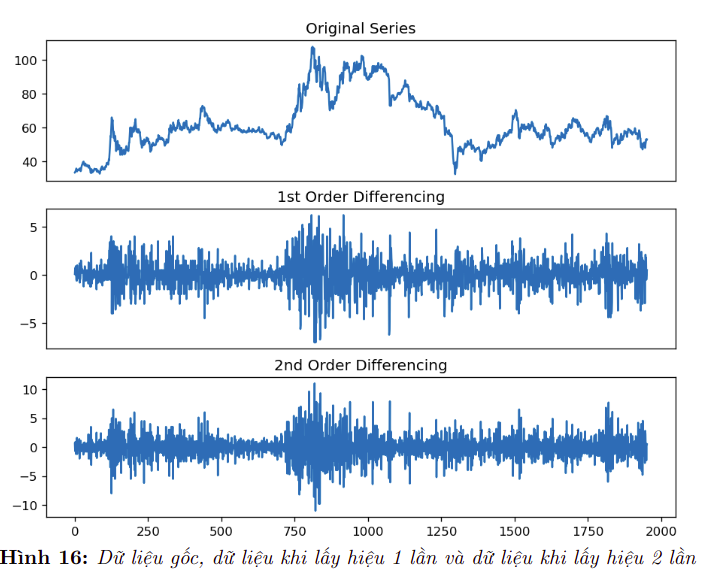 Original Series
100
80
60
40
1st Order Differencing
5
0
−5
2nd Order Differencing
10
5
0
−5
−10
0 250 500 750 1000 1250 1500 1750 2000
Hình 16: Dữ liệu gốc, dữ liệu khi lấy hiệu 1 lần và dữ liệu khi lấy hiệu 2 lần